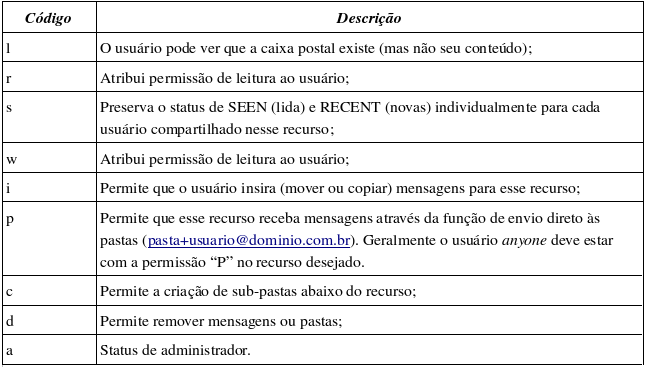 Código Descrição
l O usuário pode ver que a caixa postal existe (mas não seu conteúdo);
r Atribui permissão de leitura ao usuário;
s Preserva o status de SEEN (lida) e RECENT (novas) individualmente para cada
usuário compartilhado nesse recurso;
w Atribui permissão de leitura ao usuário;
i Permite que o usuário insira (mover ou copiar) mensagens para esse recurso;
p Permite que esse recurso receba mensagens através da função de envio direto às
pastas (pasta+usuario@dominio.com.br). Geralmente o usuário anyone deve estar
com a permissão “P” no recurso desejado.
c Permite a criação de sub-pastas abaixo do recurso;
d Permite remover mensagens ou pastas;
a Status de administrador.